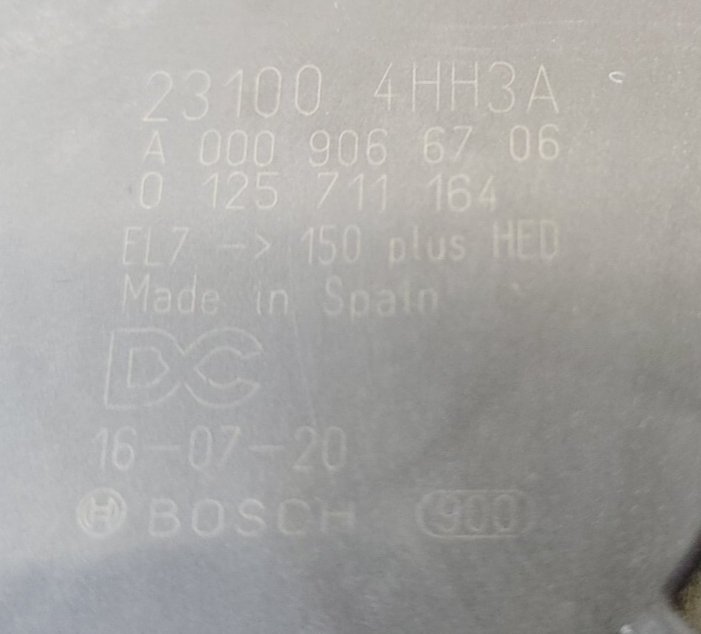 23100 4HH3A
A 000 906 67 06
0 125 711 164
EL7 -> 150 plus HED
Made in Spain
DC
16-07-20
BOSCH 900